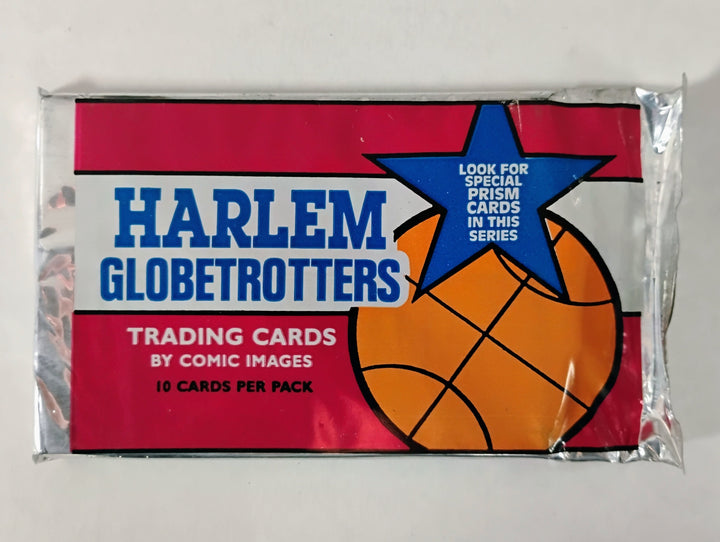 HARLEM
GLOBETROTTERS
TRADING CARDS
BY COMIC IMAGES
10 CARDS PER PACK
LOOK FOR
SPECIAL
PRISM
CARDS
IN THIS
SERIES